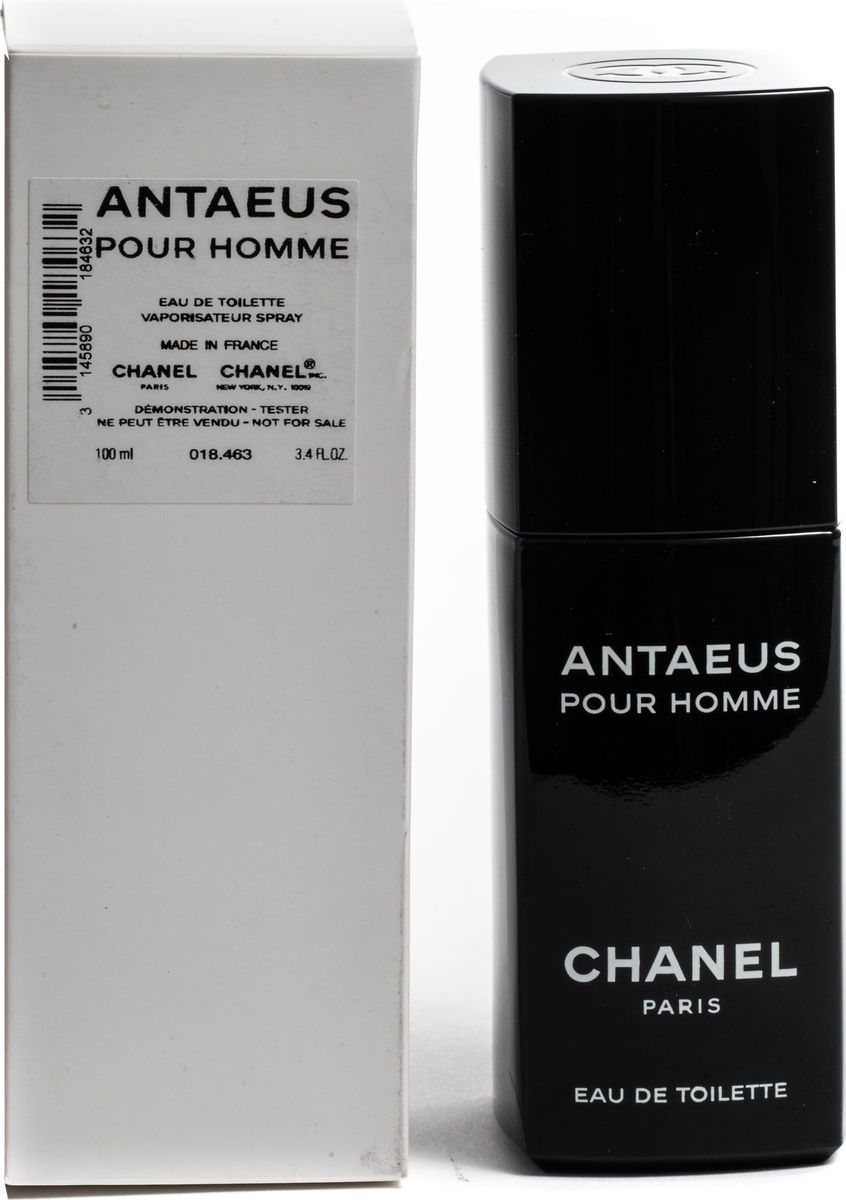 ANTAEUS
POUR HOMME
EAU DE TOILETTE
VAPORISATEUR SPRAY
MADE IN FRANCE
CHANEL CHANEL® INC.
PARIS NEW YORK, N.Y. 10019
DÉMONSTRATION - TESTER
NE PEUT ÊTRE VENDU - NOT FOR SALE
100 ml 018.463 3.4 FL.OZ.
3 145890 184632
ANTAEUS
POUR HOMME
CHANEL
PARIS
EAU DE TOILETTE